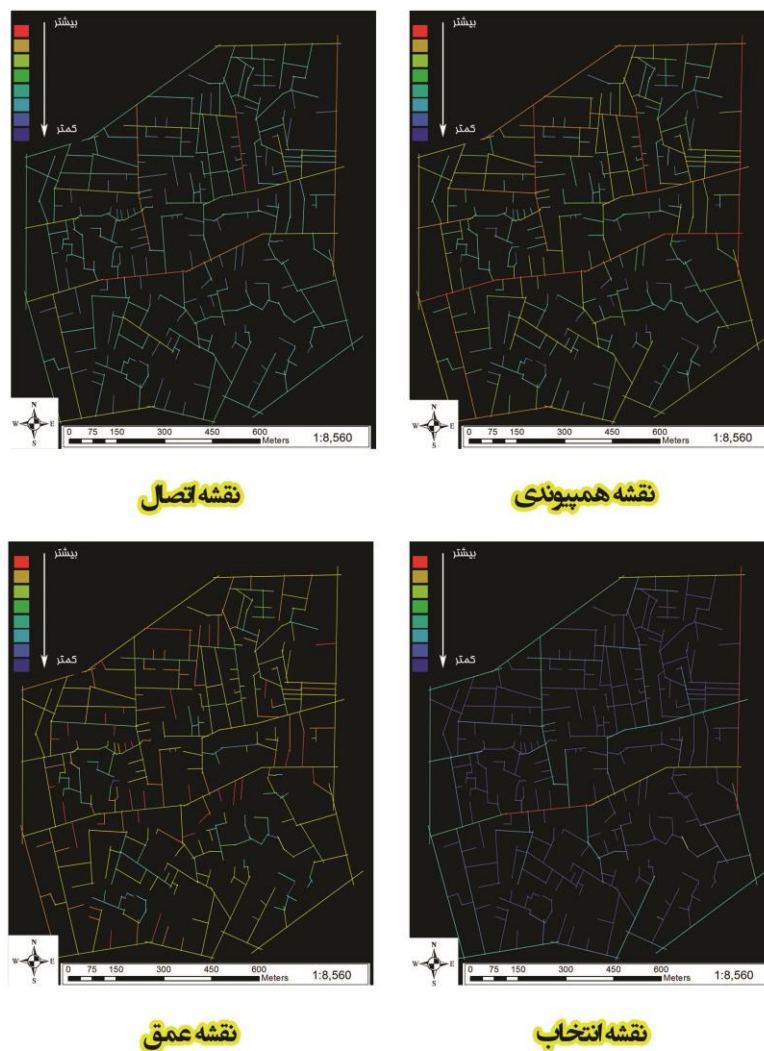 بیشتر
کمتر
N
W E
S
0 75 150 300 450 600
Meters
1:8,560
نقشه اتصال
بیشتر
کمتر
N
W E
S
0 75 150 300 450 600
Meters
1:8,560
نقشه همپیوندی
بیشتر
کمتر
N
W E
S
0 75 150 300 450 600
Meters
1:8,560
نقشه عمق
بیشتر
کمتر
N
W E
S
0 75 150 300 450 600
Meters
1:8,560
نقشه انتخاب